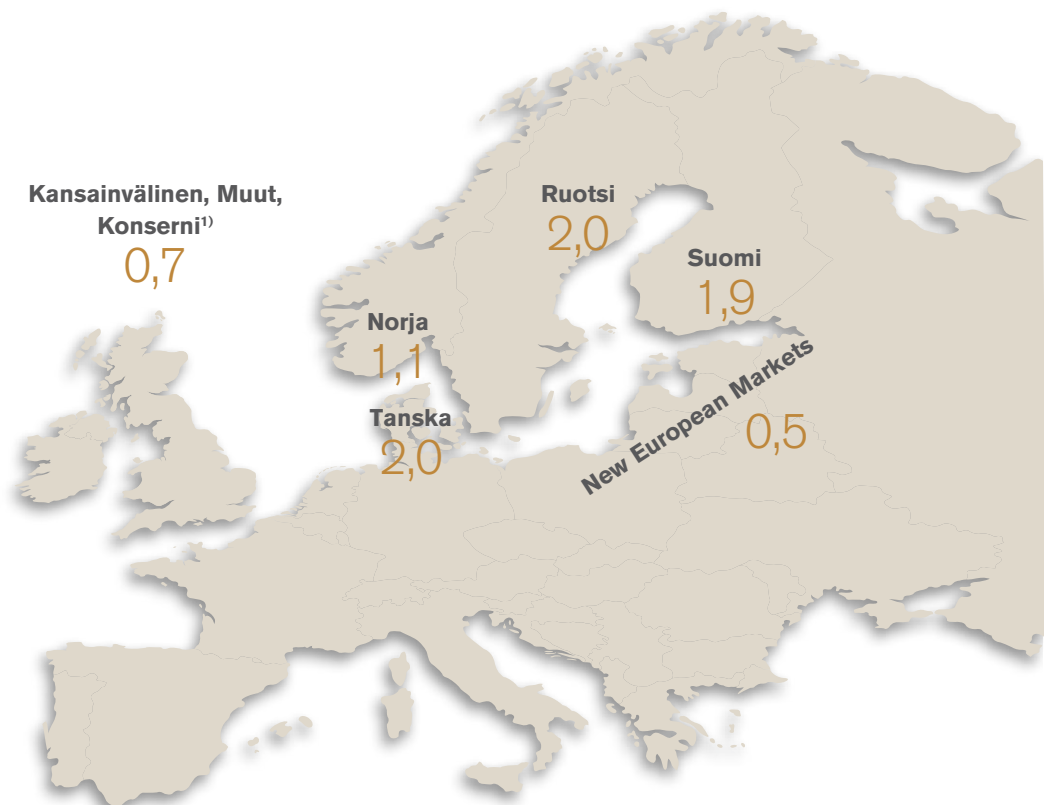 Kansainvälinen, Muut,
Konserni¹⁾
0,7
Ruotsi
2,0
Suomi
1,9
Norja
1,1
Tanska
2,0
New European Markets
0,5